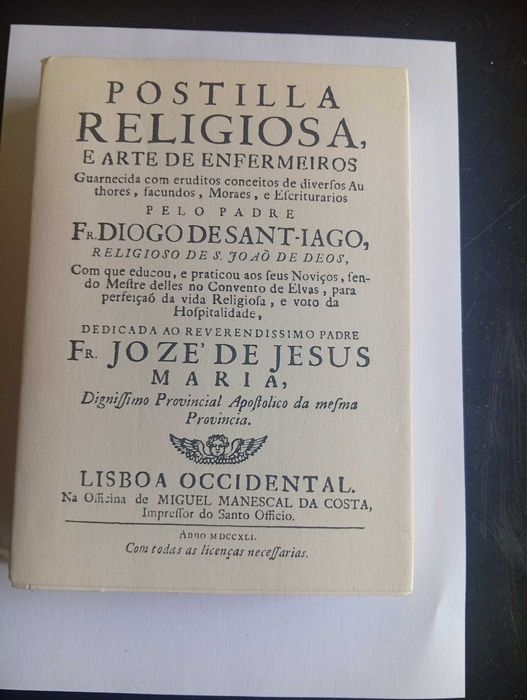 POSTILLA
RELIGIOSA,
E ARTE DE ENFERMEIROS
Guarnecida com eruditos conceitos de diverſos Au
thores, facundos, Moraes, e Eſcriturarios
PELO PADRE
FR. DIOGO DE SANT-IAGO,
RELIGIOSO DE S. JOAÕ DE DEOS,
Com que educou, e praticou aos ſeus Noviços, ſen-
do Meſtre delles no Convento de Elvas, para
perfeiçaõ da vida Religioſa, e voto da
Hoſpitalidade,
DEDICADA AO REVERENDISSIMO PADRE
FR. JOZE' DE JESUS
MARIA,
Digniſſimo Provincial Apoſtolico da meſma
Provincia.
LISBOA OCCIDENTAL.
Na Officina de MIGUEL MANESCAL DA COSTA,
Impreſſor do Santo Officio.
Anno MDCCXLI.
Com todas as licenças neceſſarias.